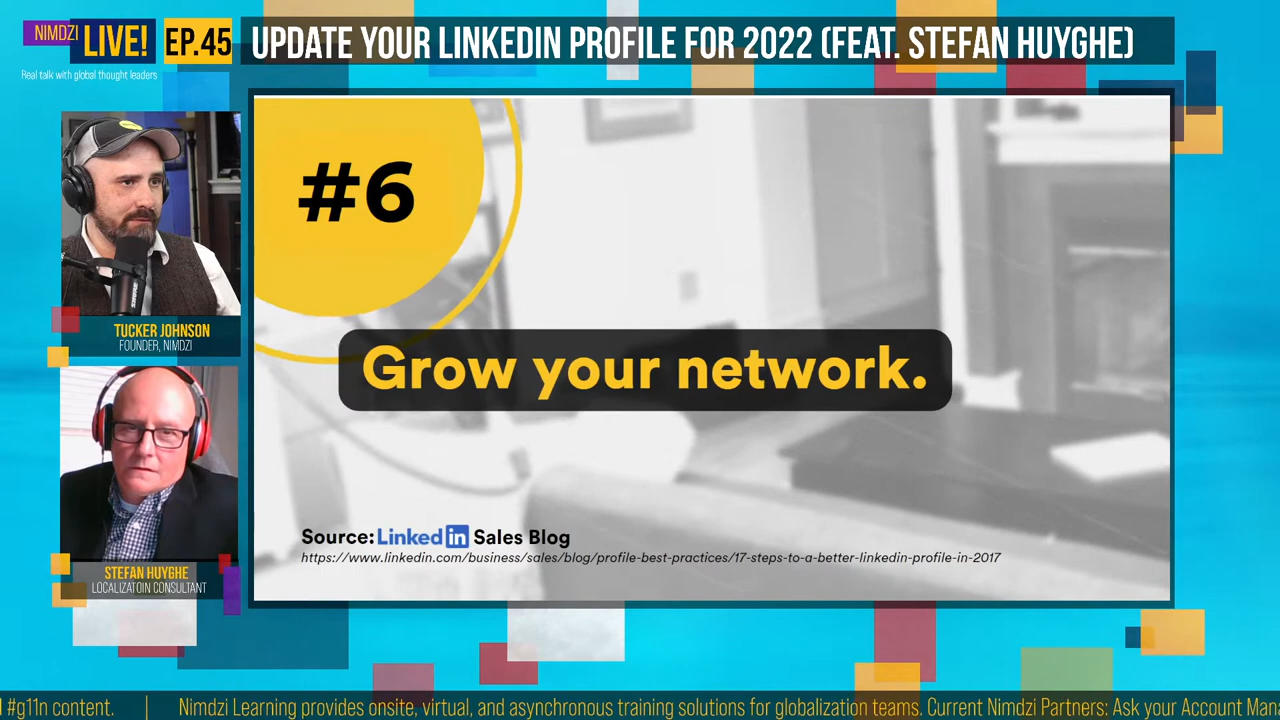 NIMDZI
LIVE!
EP.45
UPDATE YOUR LINKEDIN PROFILE FOR 2022 (FEAT. STEFAN HUYGHE)
Real talk with global thought leaders
#6
TUCKER JOHNSON
FOUNDER, NIMDZI
Grow your network.
Source: Linked in Sales Blog
https://www.linkedin.com/business/sales/blog/profile-best-practices/17-steps-to-a-better-linkedin-profile-in-2017
STEFAN HUYGHE
LOCALIZATOIN CONSULTANT
#g11n content. | Nimdzi Learning provides onsite, virtual, and asynchronous training solutions for globalization teams. Current Nimdzi Partners: Ask your Account